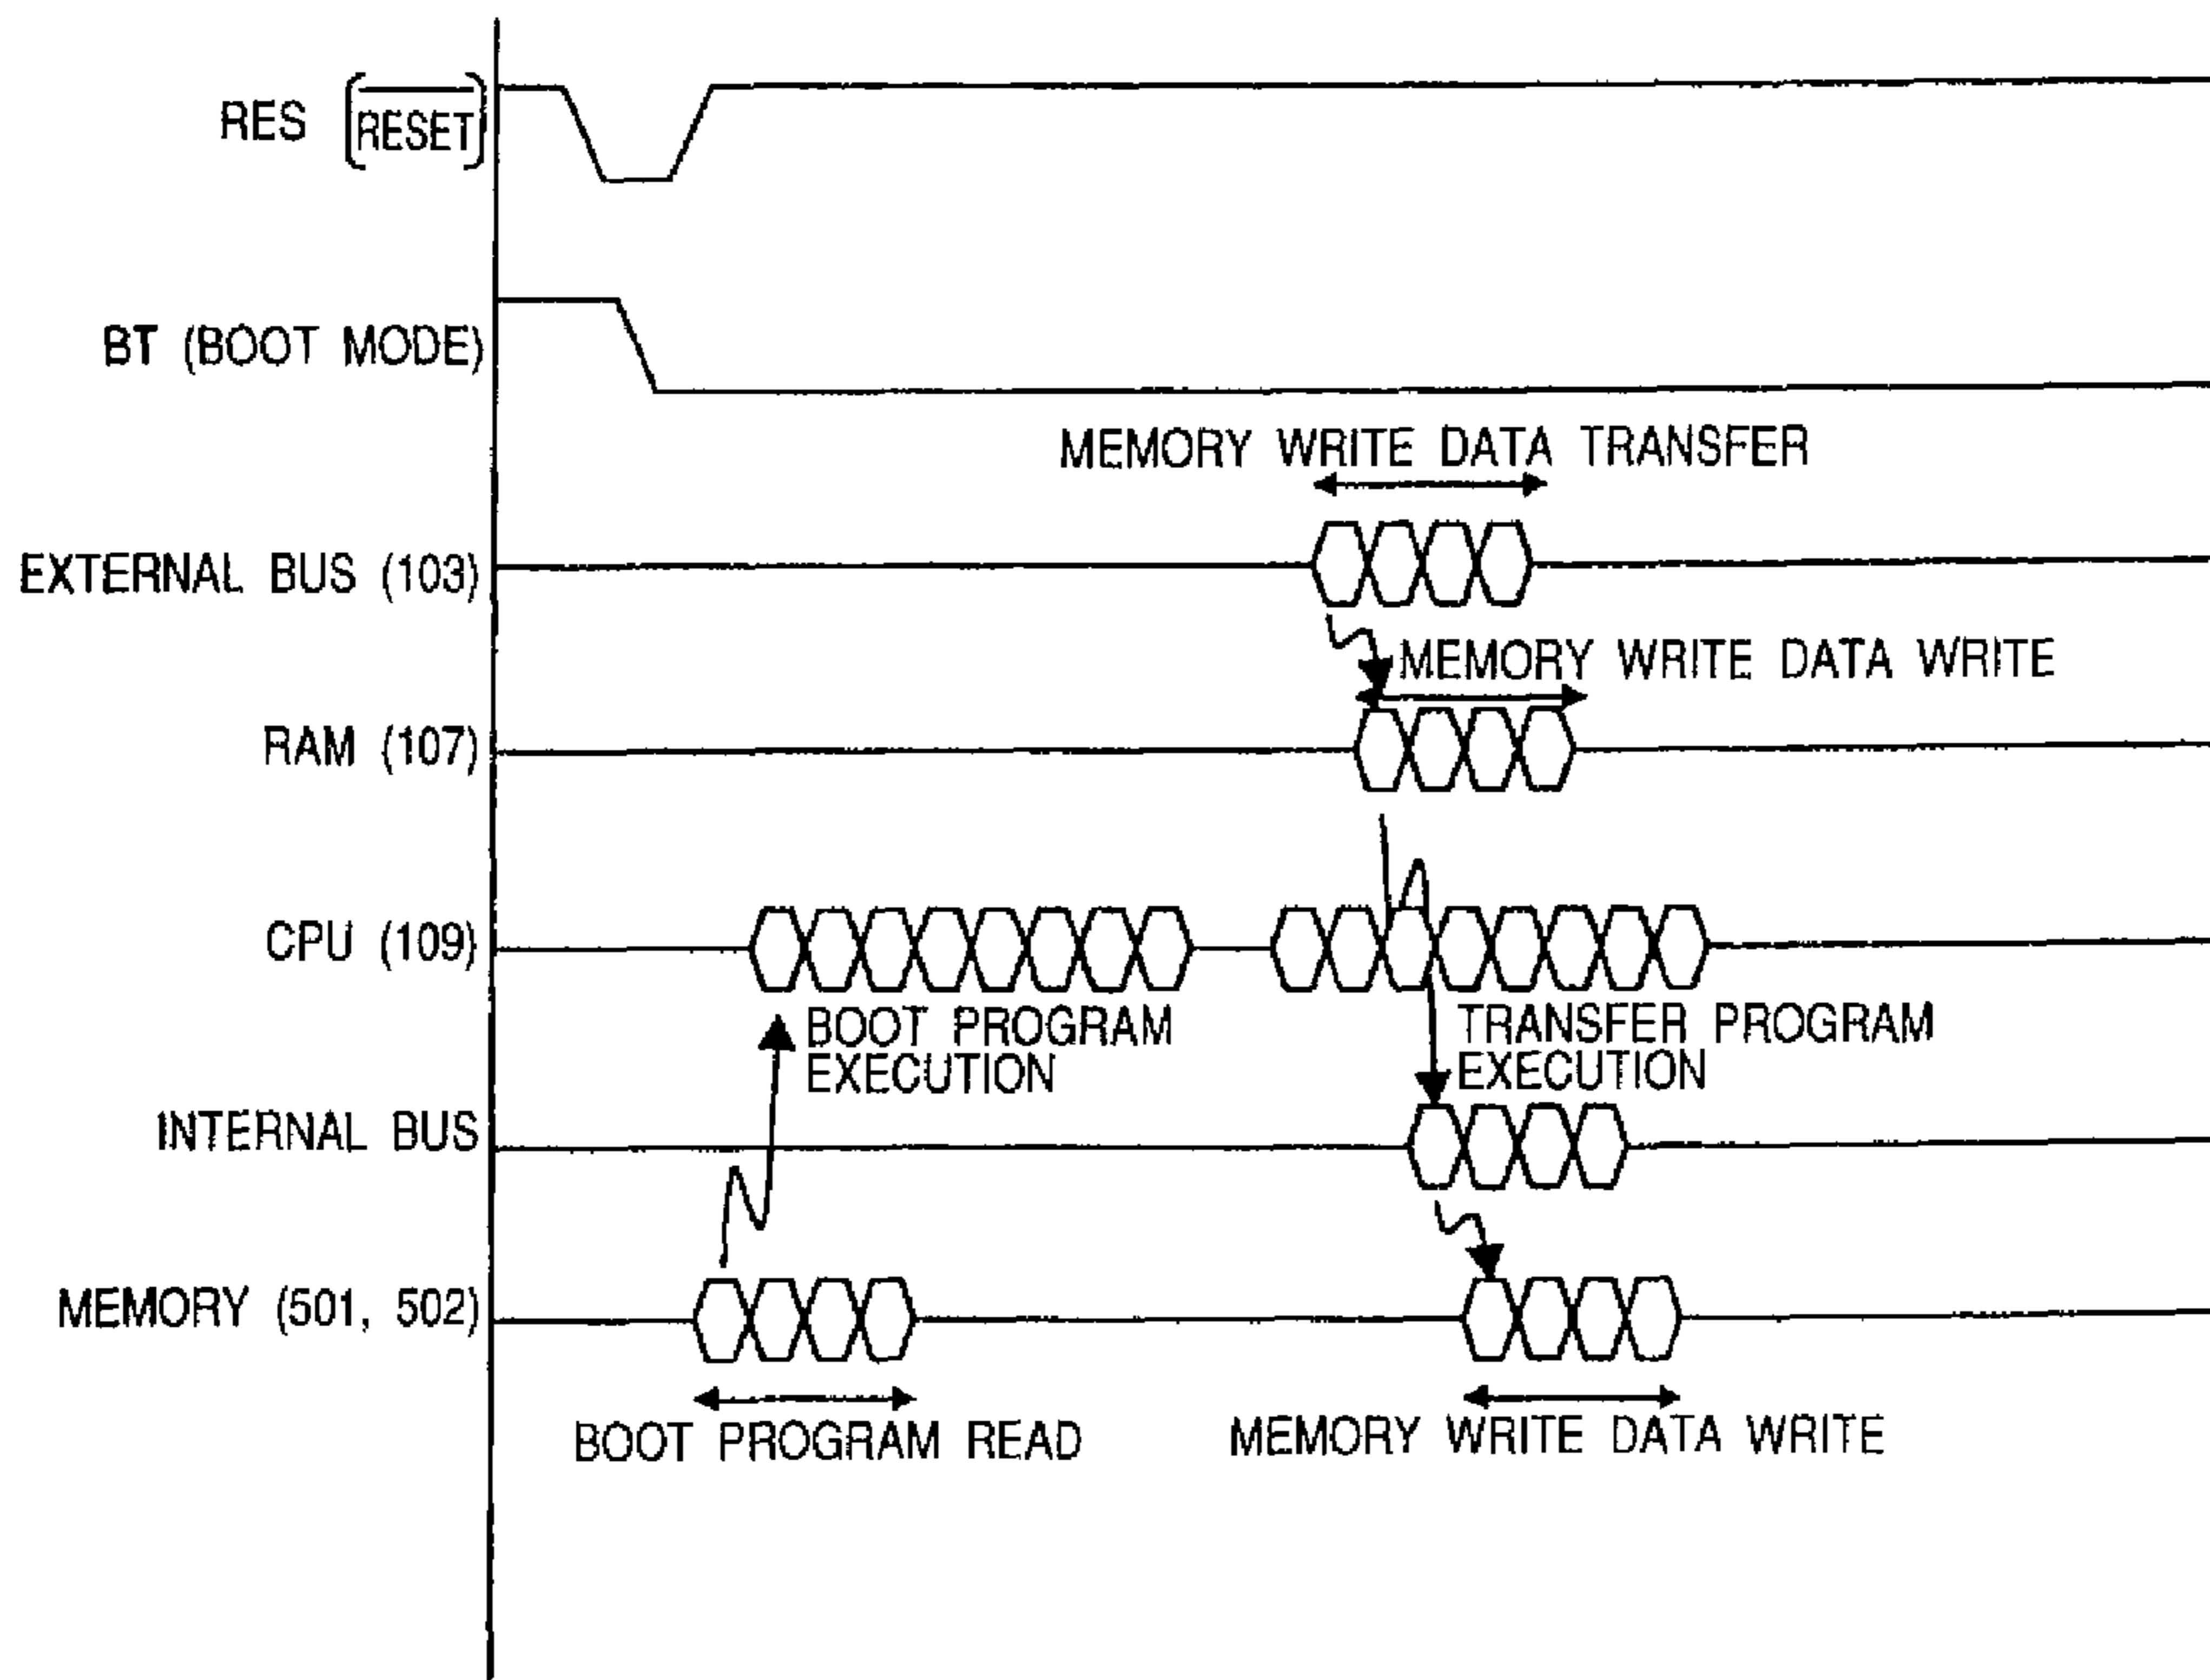 RES (RESET)
BT (BOOT MODE)
MEMORY WRITE DATA TRANSFER
EXTERNAL BUS (103)
MEMORY WRITE DATA WRITE
RAM (107)
CPU (109)
BOOT PROGRAM
EXECUTION
TRANSFER PROGRAM
EXECUTION
INTERNAL BUS
MEMORY (501, 502)
BOOT PROGRAM READ
MEMORY WRITE DATA WRITE